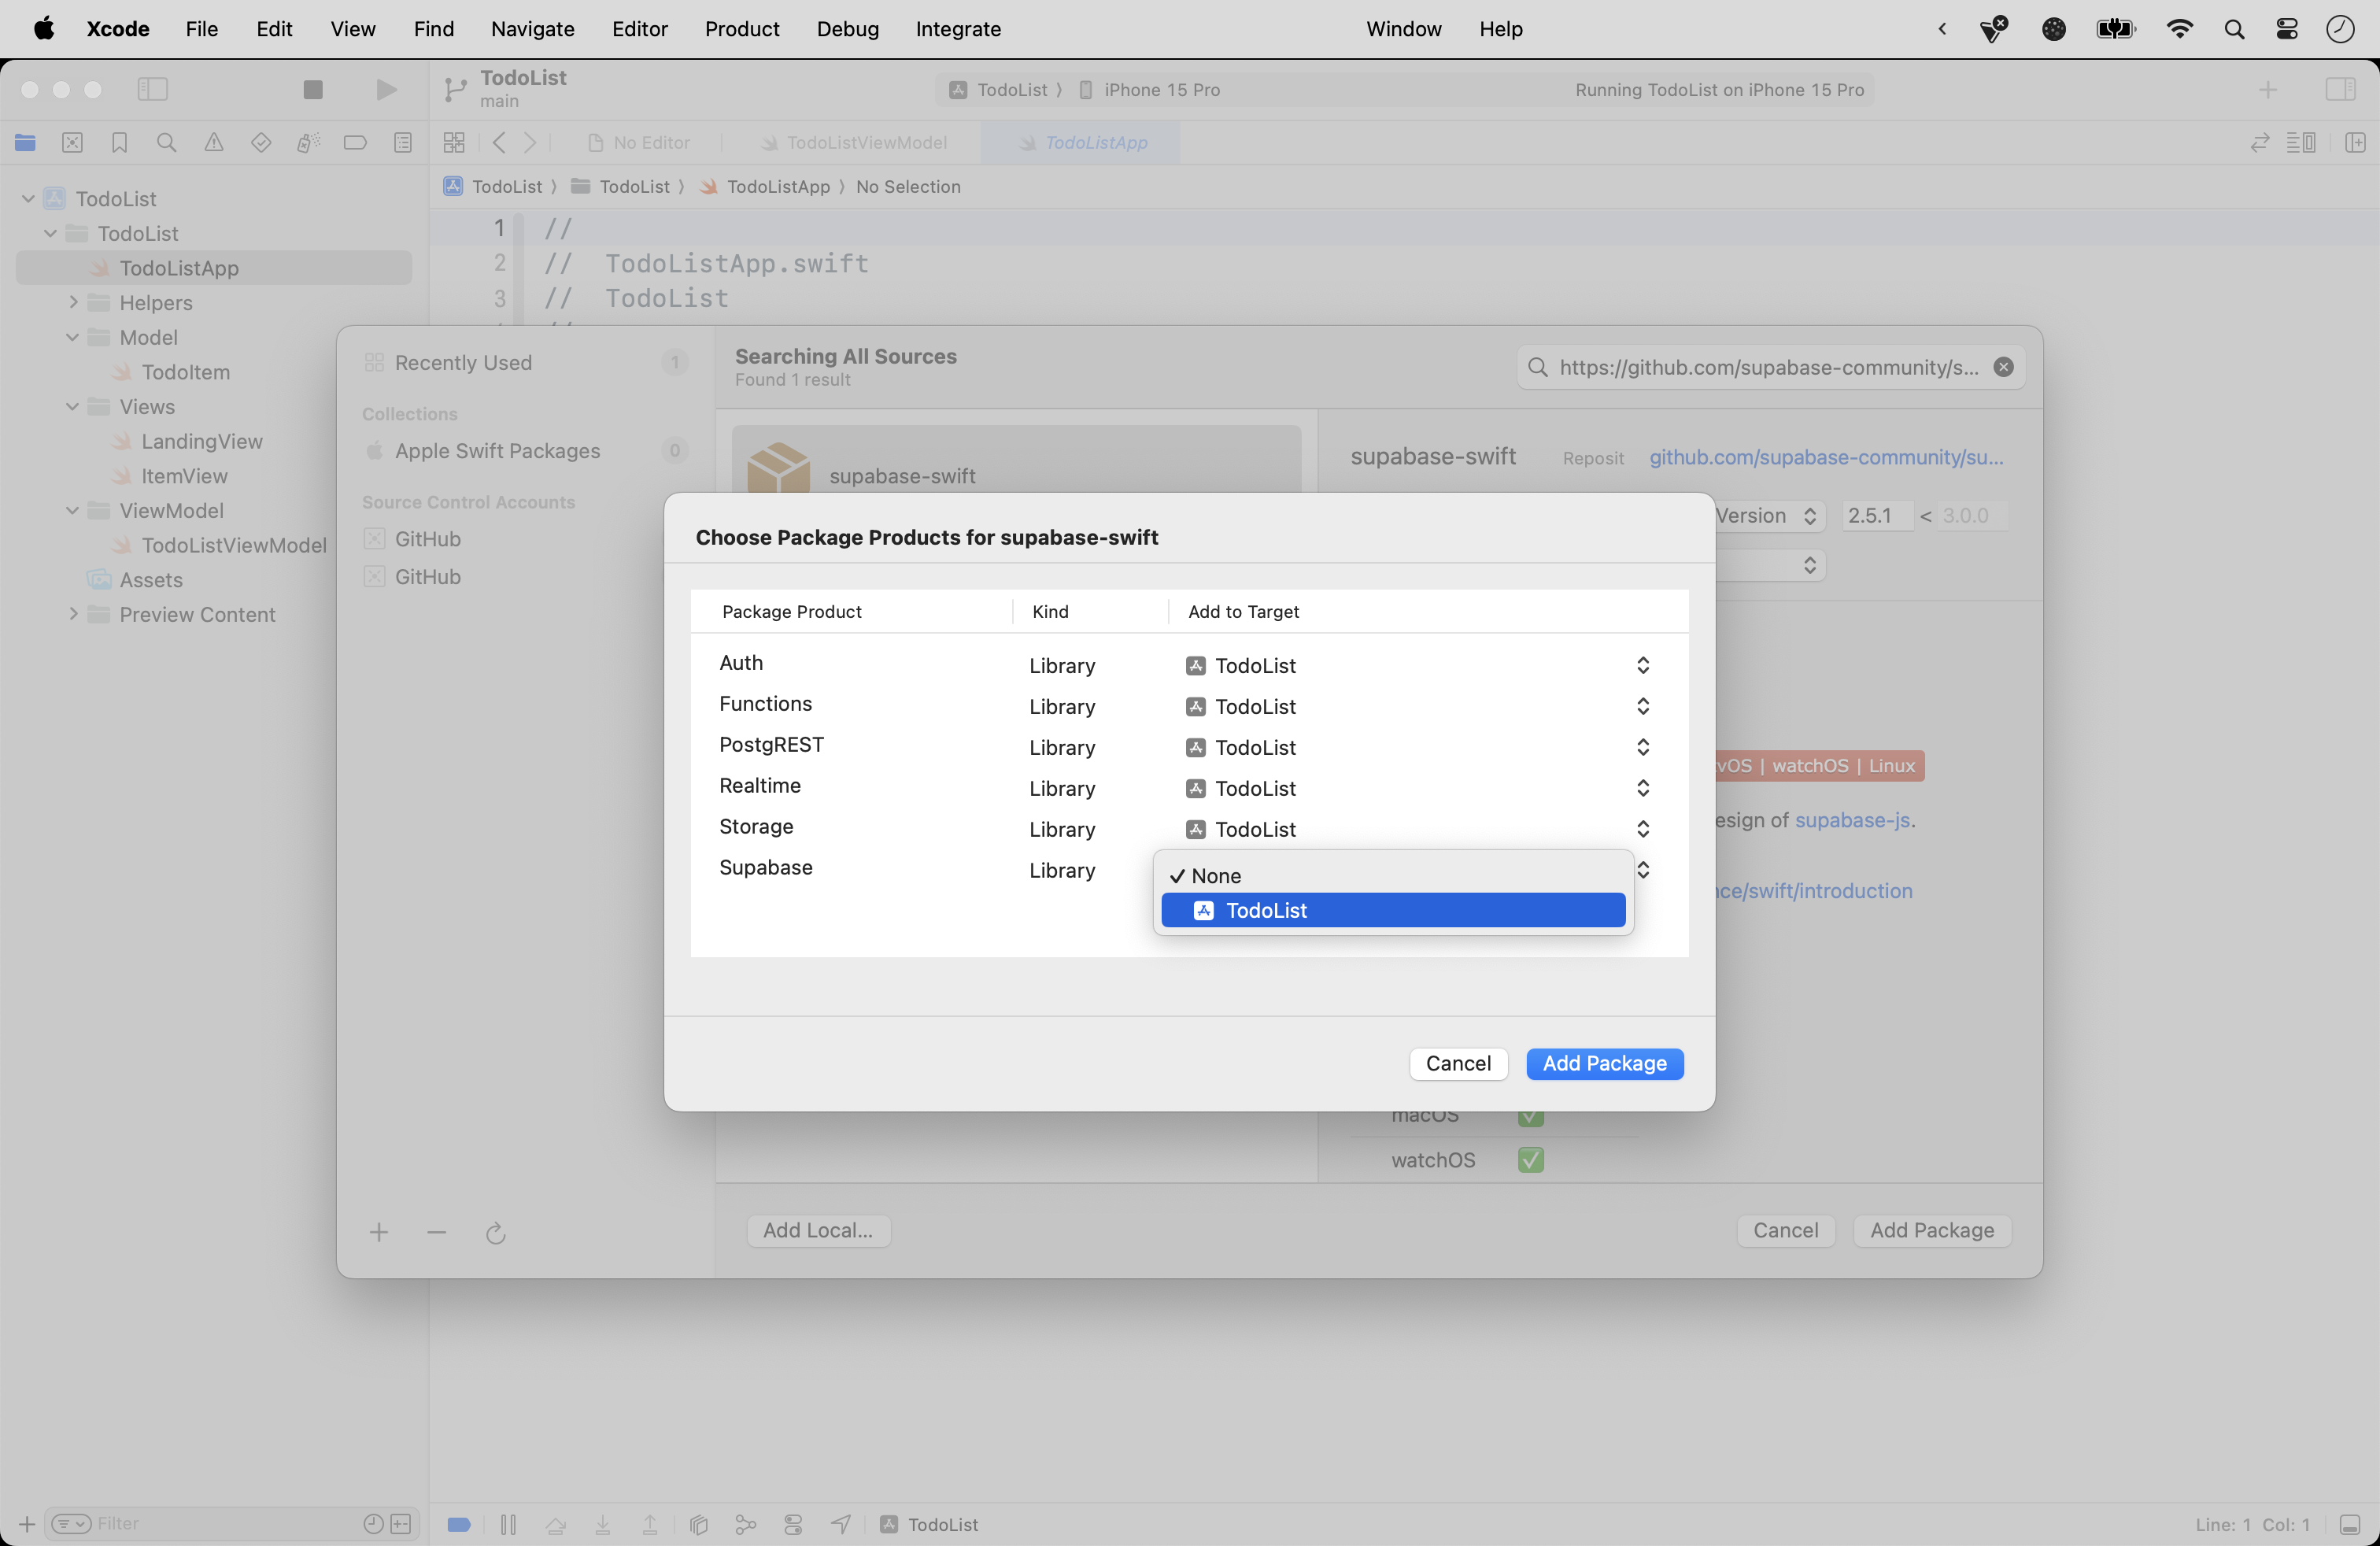 Xcode File Edit View Find Navigate Editor Product Debug Integrate Window Help
TodoList
main
TodoList ⟩ iPhone 15 Pro
Running TodoList on iPhone 15 Pro
No Editor
TodoListViewModel
TodoListApp
TodoList ⟩ TodoList ⟩ TodoListApp ⟩ No Selection
TodoList
TodoList
TodoListApp
Helpers
Model
TodoItem
Views
LandingView
ItemView
ViewModel
TodoListViewModel
Assets
Preview Content
1 //
2 // TodoListApp.swift
3 // TodoList
Recently Used 1
Collections
Apple Swift Packages 0
Source Control Accounts
GitHub
GitHub
Searching All Sources
Found 1 result
https://github.com/supabase-community/s...
supabase-swift
supabase-swift
Reposit github.com/supabase-community/su...
Version 2.5.1 < 3.0.0
vOS | watchOS | Linux
esign of supabase-js.
nce/swift/introduction
Choose Package Products for supabase-swift
Package Product Kind Add to Target
Auth Library TodoList
Functions Library TodoList
PostgREST Library TodoList
Realtime Library TodoList
Storage Library TodoList
Supabase Library
✓ None
TodoList
Cancel Add Package
macOS ✅
watchOS ✅
Add Local... Cancel Add Package
Filter
TodoList
Line: 1 Col: 1